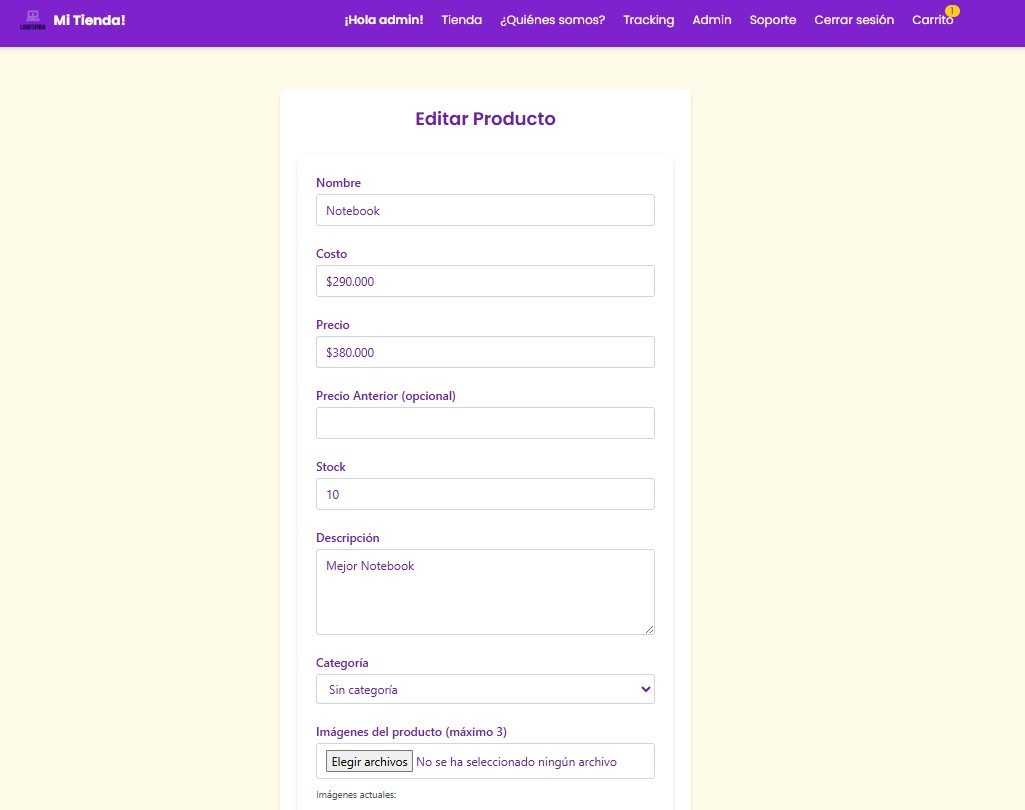 LOGOTIENDA
Mi Tienda!
¡Hola admin! Tienda ¿Quiénes somos? Tracking Admin Soporte Cerrar sesión Carrito 1
Editar Producto
Nombre
Notebook
Costo
$290.000
Precio
$380.000
Precio Anterior (opcional)
Stock
10
Descripción
Mejor Notebook
Categoría
Sin categoría
Imágenes del producto (máximo 3)
Elegir archivos No se ha seleccionado ningún archivo
Imágenes actuales: